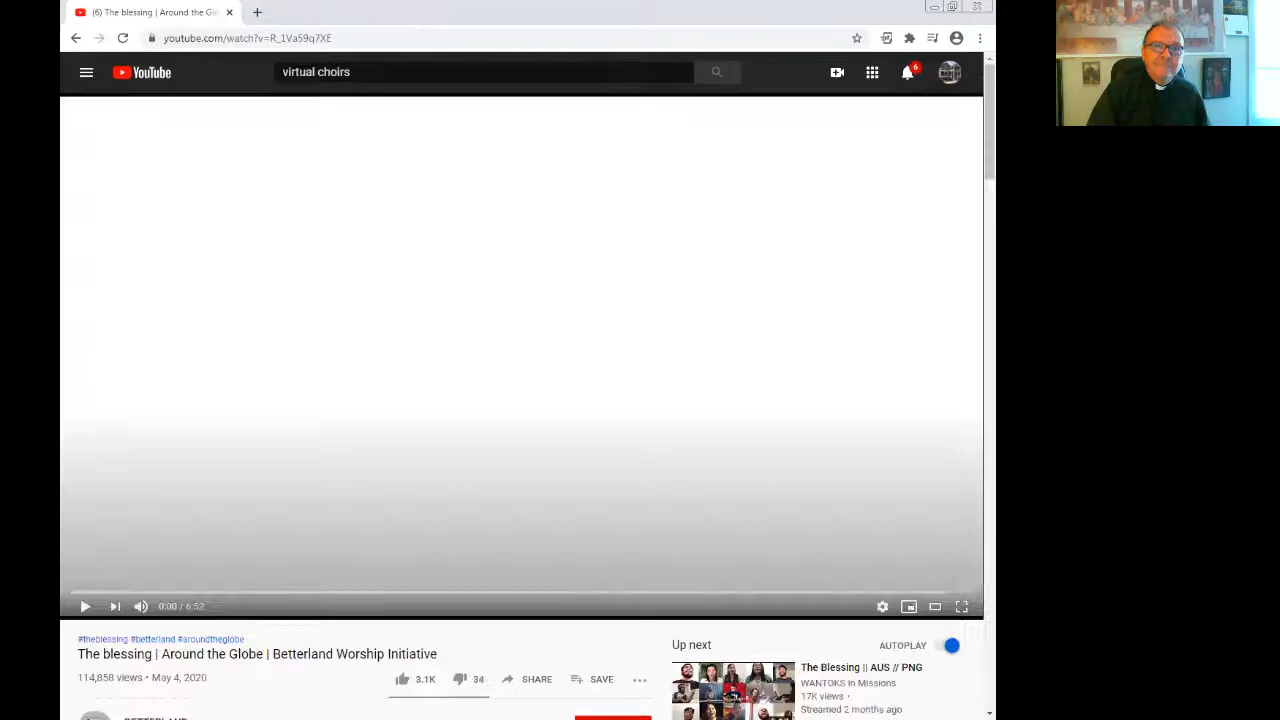 (6) The blessing | Around the Glo
youtube.com/watch?v=R_1Va59q7XE
YouTube
virtual choirs
6
0:00 / 6:52
#theblessing #betterland #aroundtheglobe
The blessing | Around the Globe | Betterland Worship Initiative
114,858 views • May 4, 2020
3.1K
34
SHARE
SAVE
BETTERLAND
Up next
AUTOPLAY
The Blessing || AUS // PNG
WANTOKS in Missions
17K views •
Streamed 2 months ago